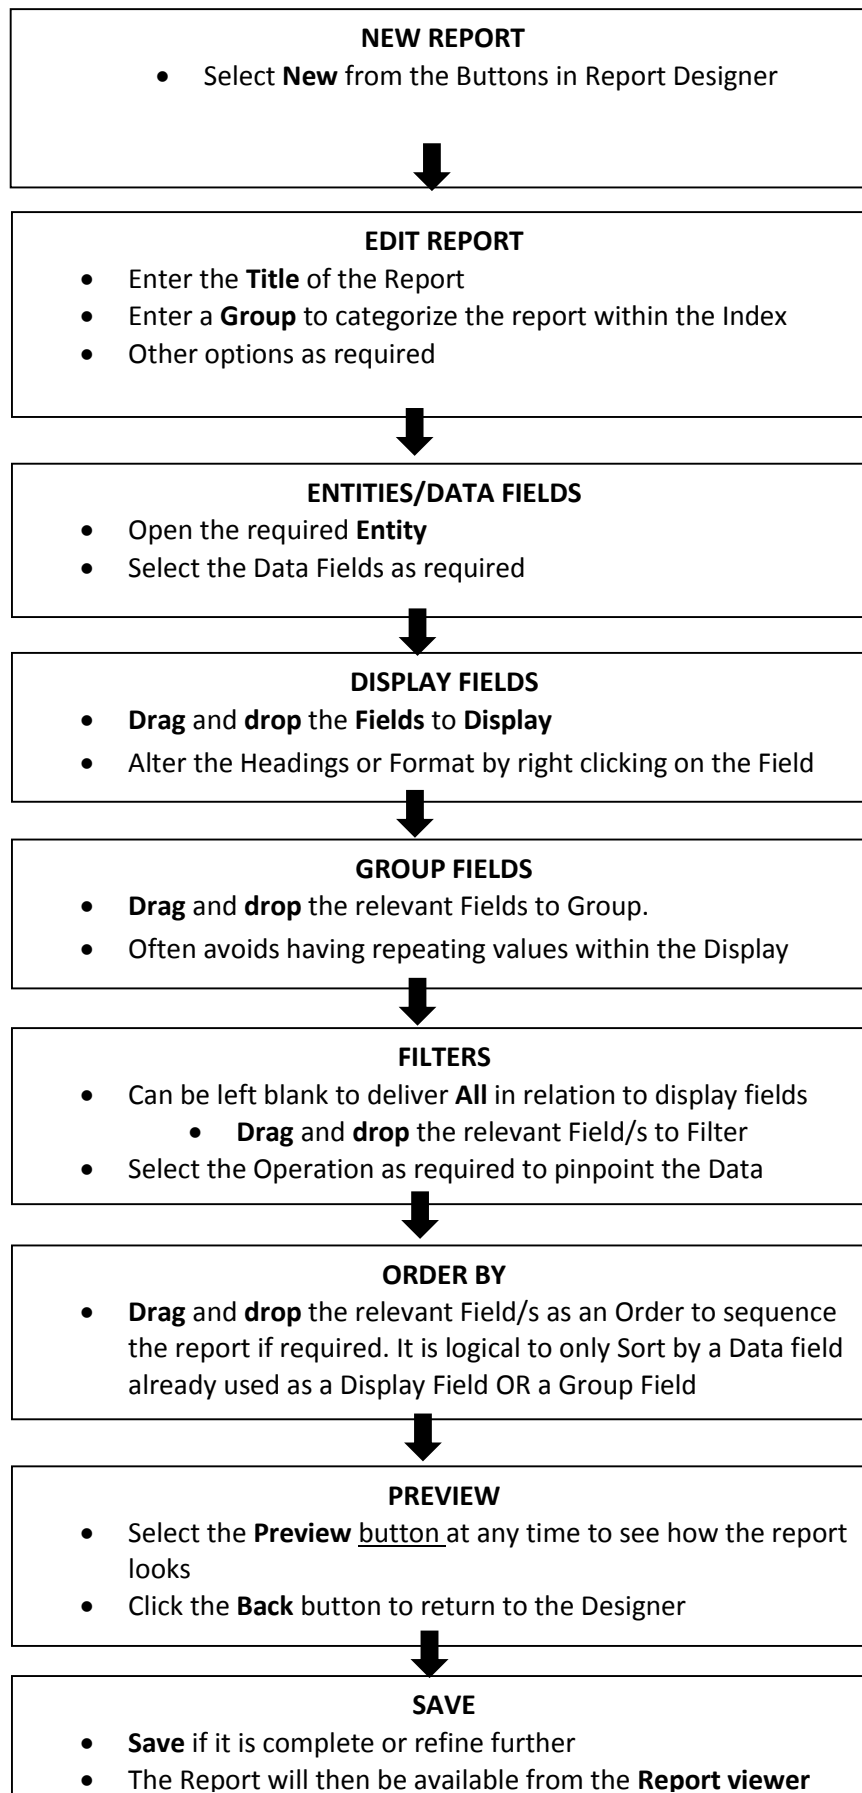 NEW REPORT
• Select New from the Buttons in Report Designer
EDIT REPORT
• Enter the Title of the Report
• Enter a Group to categorize the report within the Index
• Other options as required
ENTITIES/DATA FIELDS
• Open the required Entity
• Select the Data Fields as required
DISPLAY FIELDS
• Drag and drop the Fields to Display
• Alter the Headings or Format by right clicking on the Field
GROUP FIELDS
• Drag and drop the relevant Fields to Group.
• Often avoids having repeating values within the Display
FILTERS
• Can be left blank to deliver All in relation to display fields
• Drag and drop the relevant Field/s to Filter
• Select the Operation as required to pinpoint the Data
ORDER BY
• Drag and drop the relevant Field/s as an Order to sequence
the report if required. It is logical to only Sort by a Data field
already used as a Display Field OR a Group Field
PREVIEW
• Select the Preview button at any time to see how the report
looks
• Click the Back button to return to the Designer
SAVE
• Save if it is complete or refine further
• The Report will then be available from the Report viewer